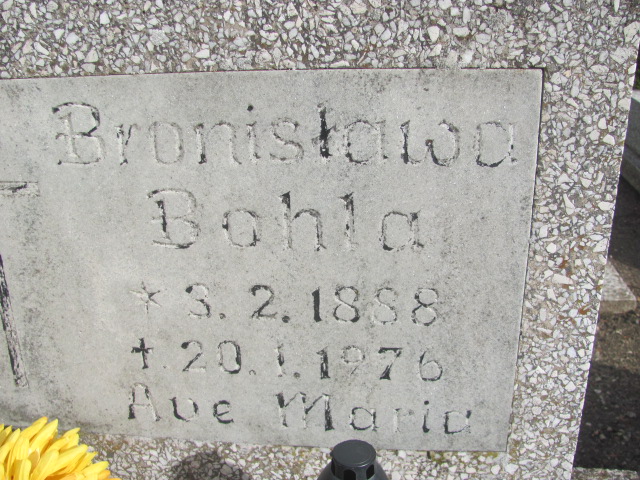 Bronisława
Bohla
* 3. 2. 1888
✝ 20. 1. 1976
Ave Maria